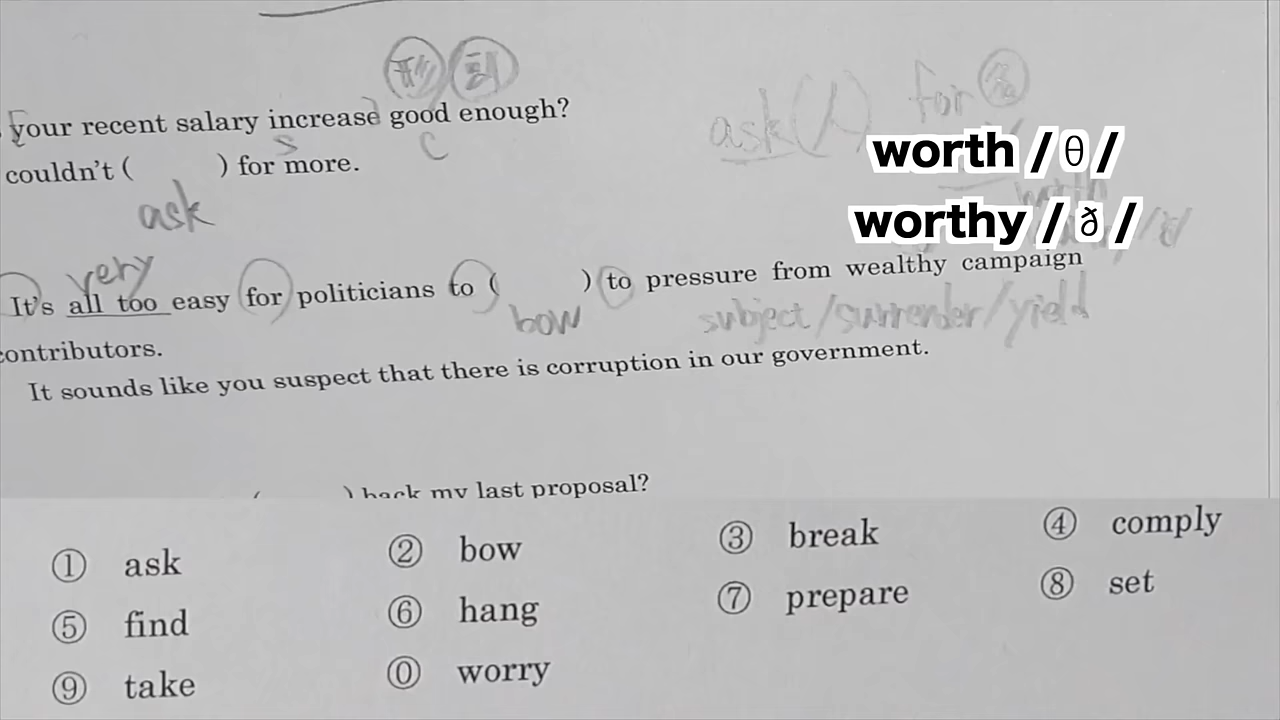 형 부
your recent salary increase good enough?
S C
ask (人) for
couldn't ( ) for more.
ask
worth /θ/
worthy /ð/
very
It's all too easy for politicians to ( ) to pressure from wealthy campaign
bow subject/surrender/yield
contributors.
It sounds like you suspect that there is corruption in our government.
( ) back my last proposal?
① ask ② bow ③ break ④ comply
⑤ find ⑥ hang ⑦ prepare ⑧ set
⑨ take ⓪ worry